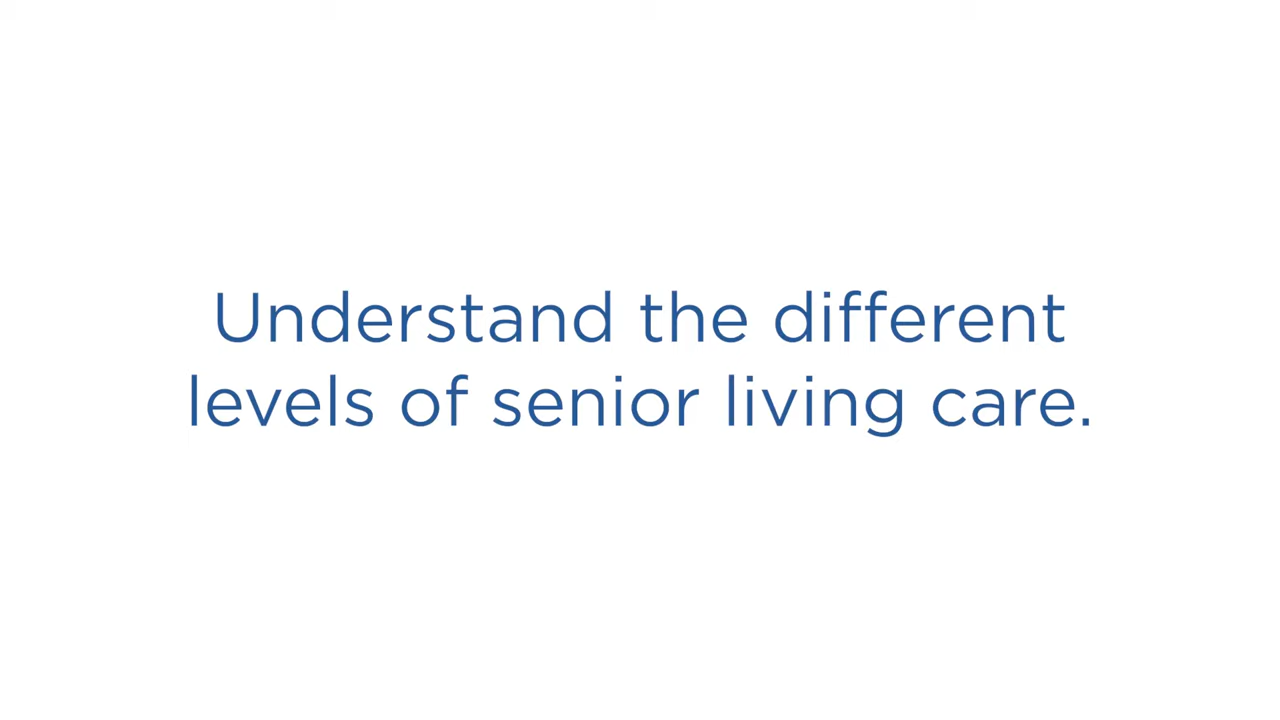 Understand the different
levels of senior living care.